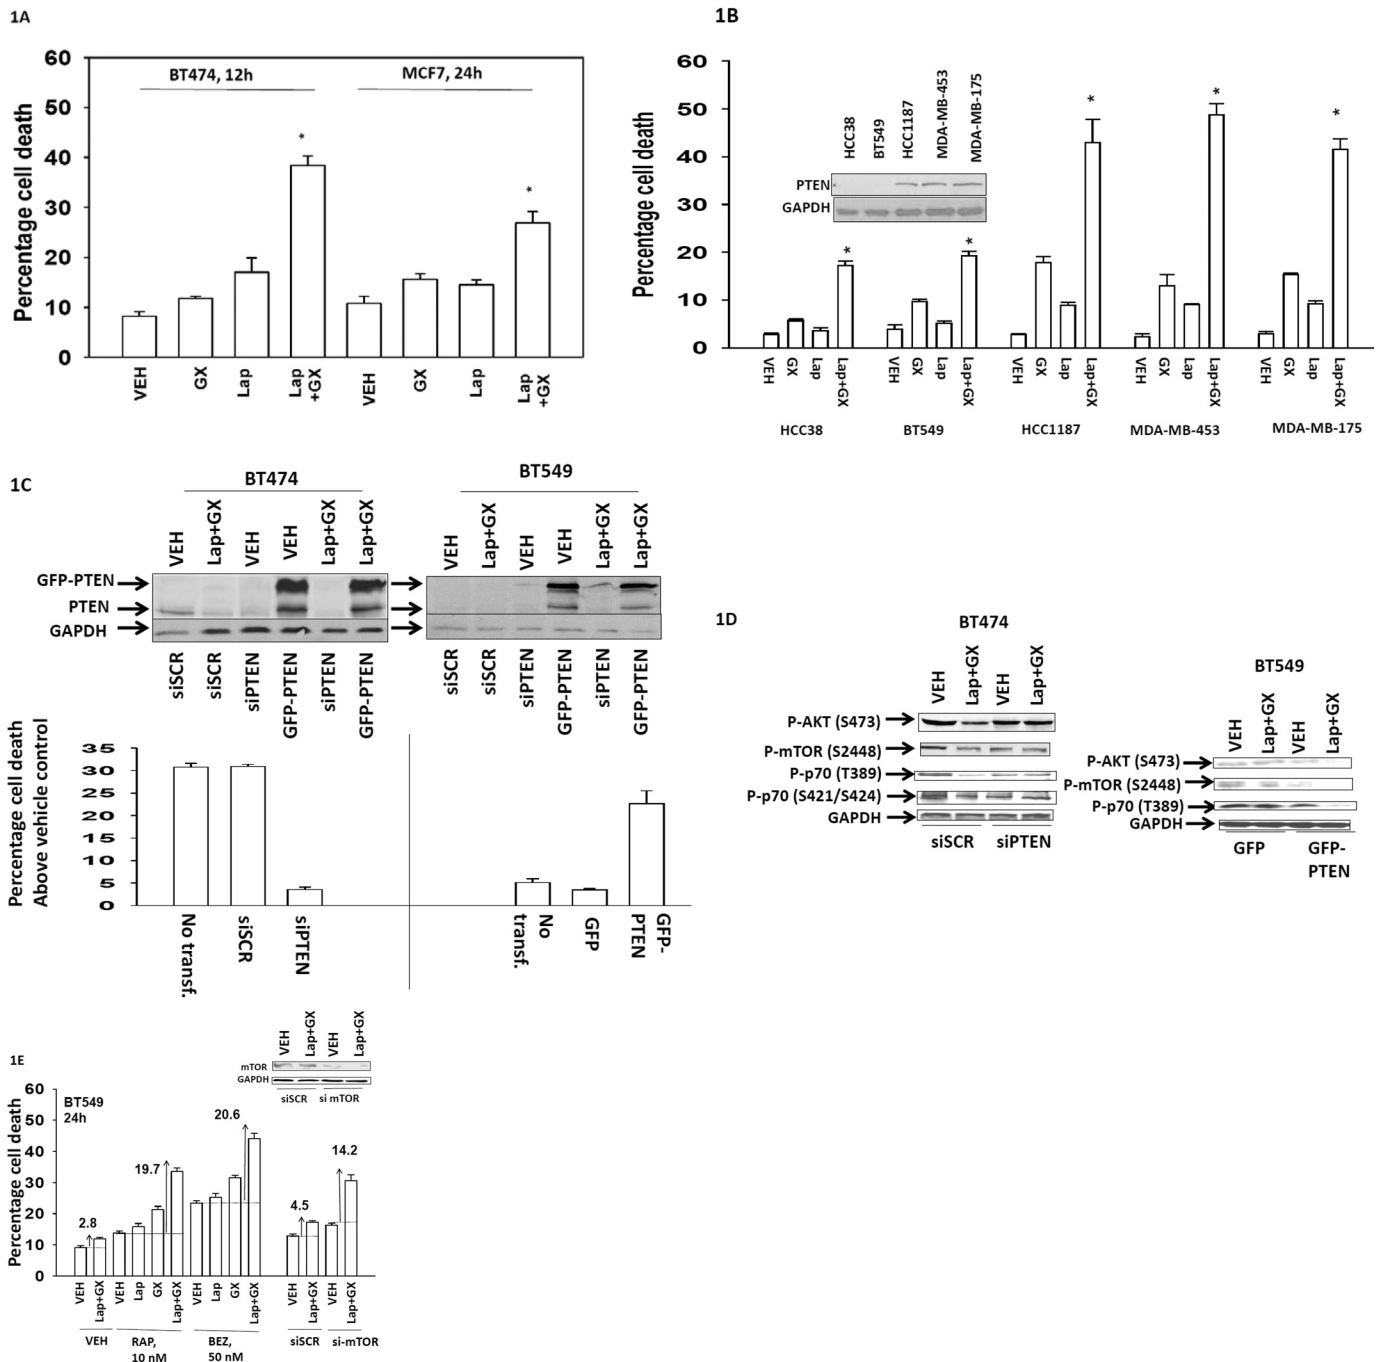 1A
Percentage cell death
60
50
40
30
20
10
0
BT474, 12h
MCF7, 24h
*
*
VEH
GX
Lap
Lap
+GX
VEH
GX
Lap
Lap
+GX
1B
Percentage cell death
60
50
40
30
20
10
0
HCC38
BT549
HCC1187
MDA-MB-453
MDA-MB-175
PTEN
GAPDH
*
*
*
*
*
VEH
GX
Lap
Lap+GX
VEH
GX
Lap
Lap+GX
VEH
GX
Lap
Lap+GX
VEH
GX
Lap
Lap+GX
VEH
GX
Lap
Lap+GX
HCC38
BT549
HCC1187
MDA-MB-453
MDA-MB-175
1C
BT474
VEH
Lap+GX
VEH
VEH
Lap+GX
Lap+GX
GFP-PTEN
PTEN
GAPDH
siSCR
siSCR
siPTEN
GFP-PTEN
siPTEN
GFP-PTEN
BT549
VEH
Lap+GX
VEH
VEH
Lap+GX
Lap+GX
siSCR
siSCR
siPTEN
GFP-PTEN
siPTEN
GFP-PTEN
Percentage cell death
Above vehicle control
35
30
25
20
15
10
5
0
No transf.
siSCR
siPTEN
No
transf.
GFP
GFP-
PTEN
1D
BT474
VEH
Lap+GX
VEH
Lap+GX
P-AKT (S473)
P-mTOR (S2448)
P-p70 (T389)
P-p70 (S421/S424)
GAPDH
siSCR
siPTEN
BT549
VEH
Lap+GX
VEH
Lap+GX
P-AKT (S473)
P-mTOR (S2448)
P-p70 (T389)
GAPDH
GFP
GFP-
PTEN
1E
VEH
Lap+GX
VEH
Lap+GX
mTOR
GAPDH
siSCR
si mTOR
Percentage cell death
60
50
40
30
20
10
0
BT549
24h
2.8
19.7
20.6
4.5
14.2
VEH
Lap+GX
VEH
Lap
GX
Lap+GX
VEH
Lap
GX
Lap+GX
VEH
Lap+GX
VEH
Lap+GX
VEH
RAP,
10 nM
BEZ,
50 nM
siSCR
si-mTOR